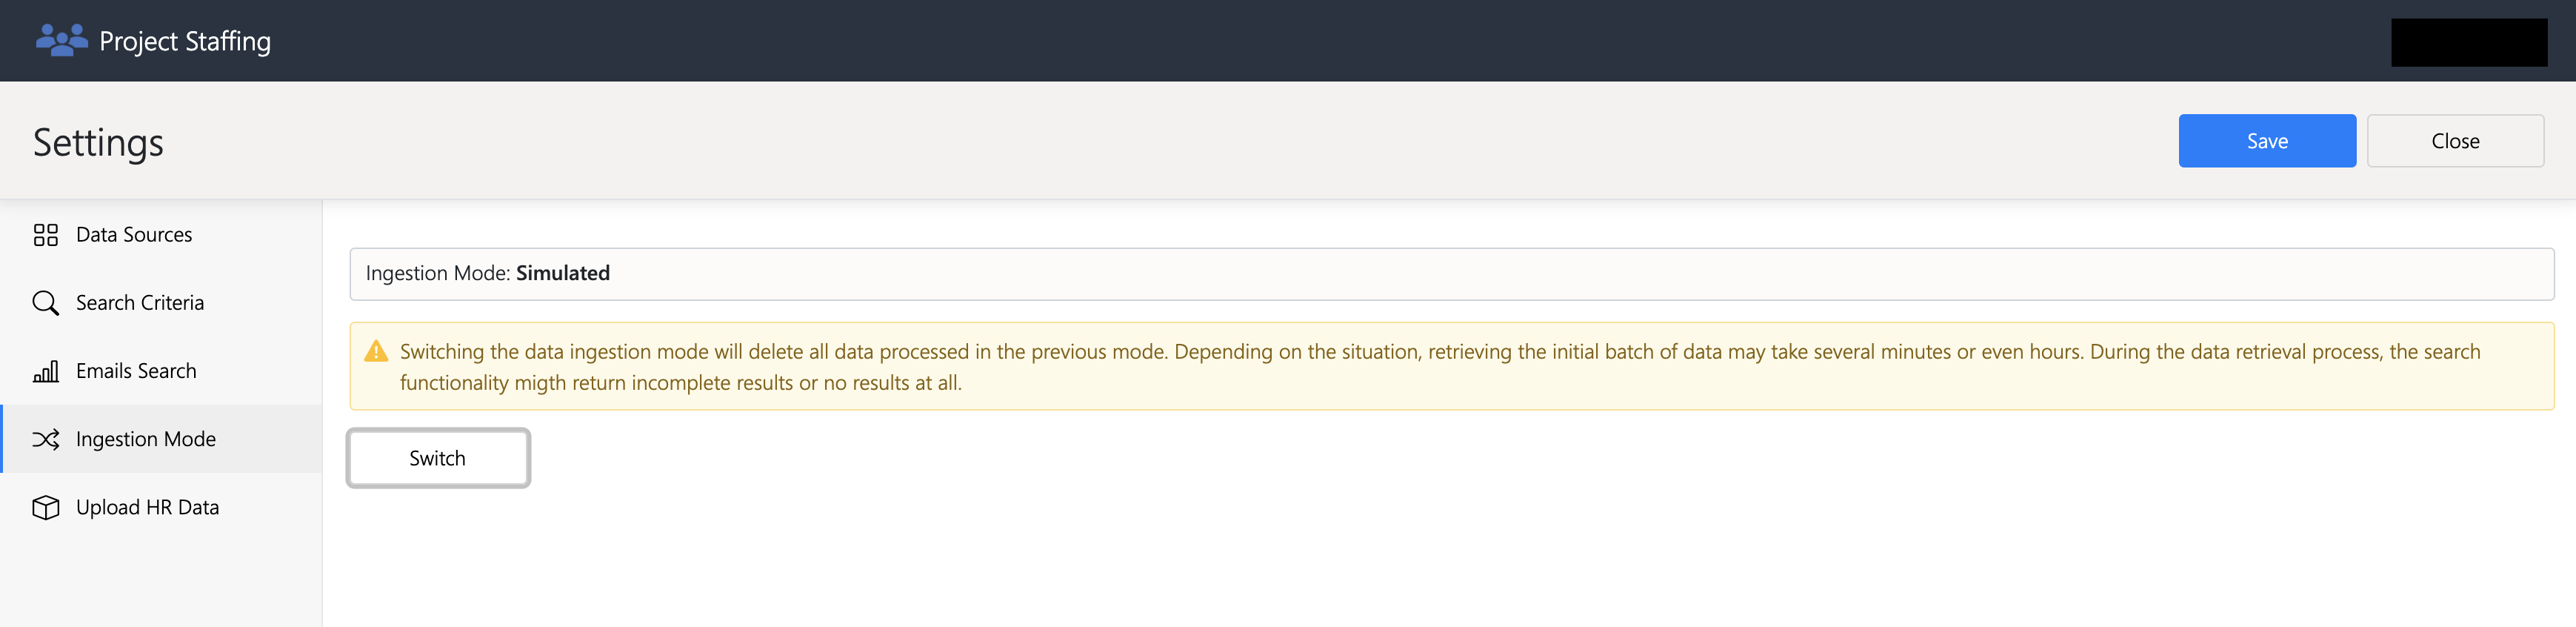 Project Staffing
Settings
Save
Close
Data Sources
Search Criteria
Emails Search
Ingestion Mode
Upload HR Data
Ingestion Mode: Simulated
Switching the data ingestion mode will delete all data processed in the previous mode. Depending on the situation, retrieving the initial batch of data may take several minutes or even hours. During the data retrieval process, the search
functionality migth return incomplete results or no results at all.
Switch